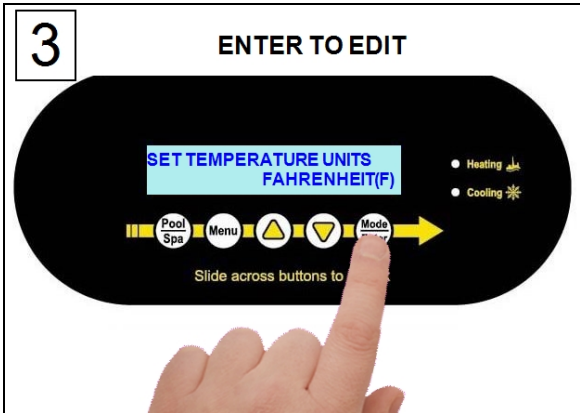 3
ENTER TO EDIT
SET TEMPERATURE UNITS
FAHRENHEIT(F)
Heating
Cooling
Pool
Spa
Menu
Mode
Slide across buttons to